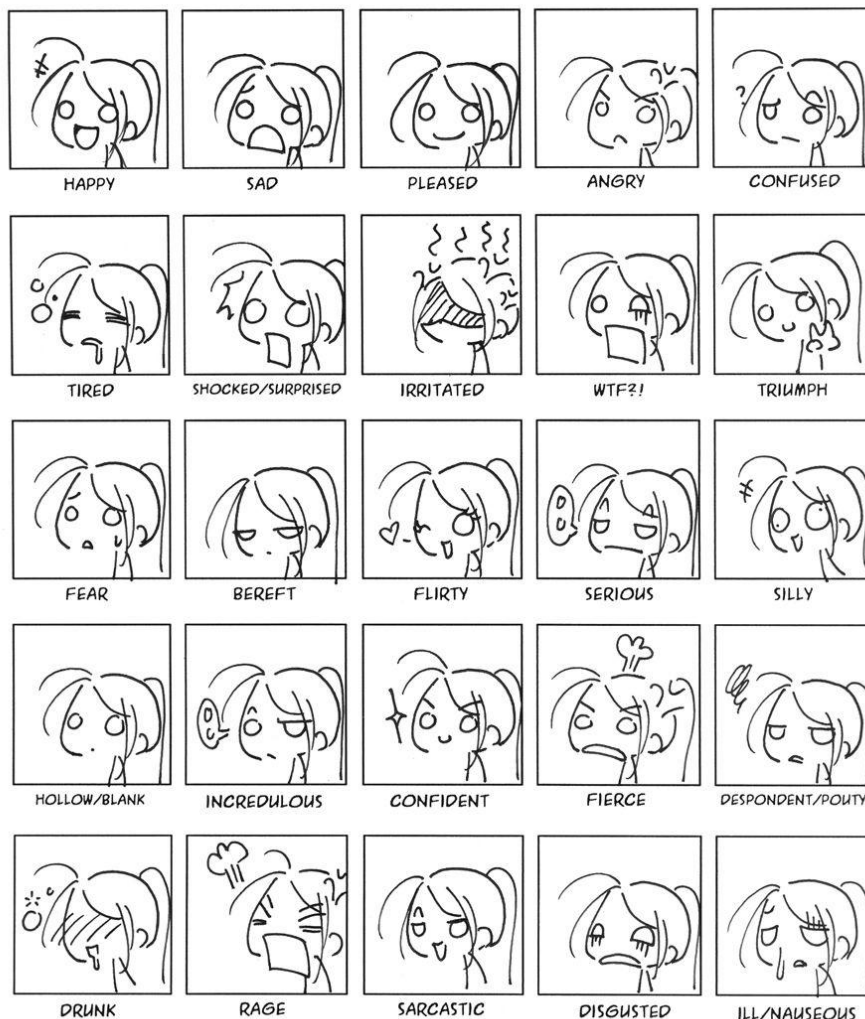 HAPPY
SAD
PLEASED
ANGRY
?
CONFUSED
TIRED
SHOCKED/SURPRISED
IRRITATED
WTF?!
TRIUMPH
FEAR
BEREFT
FLIRTY
SERIOUS
SILLY
HOLLOW/BLANK
INCREDULOUS
CONFIDENT
FIERCE
DESPONDENT/POUTY
DRUNK
RAGE
SARCASTIC
DISGUSTED
ILL/NAUSEOUS